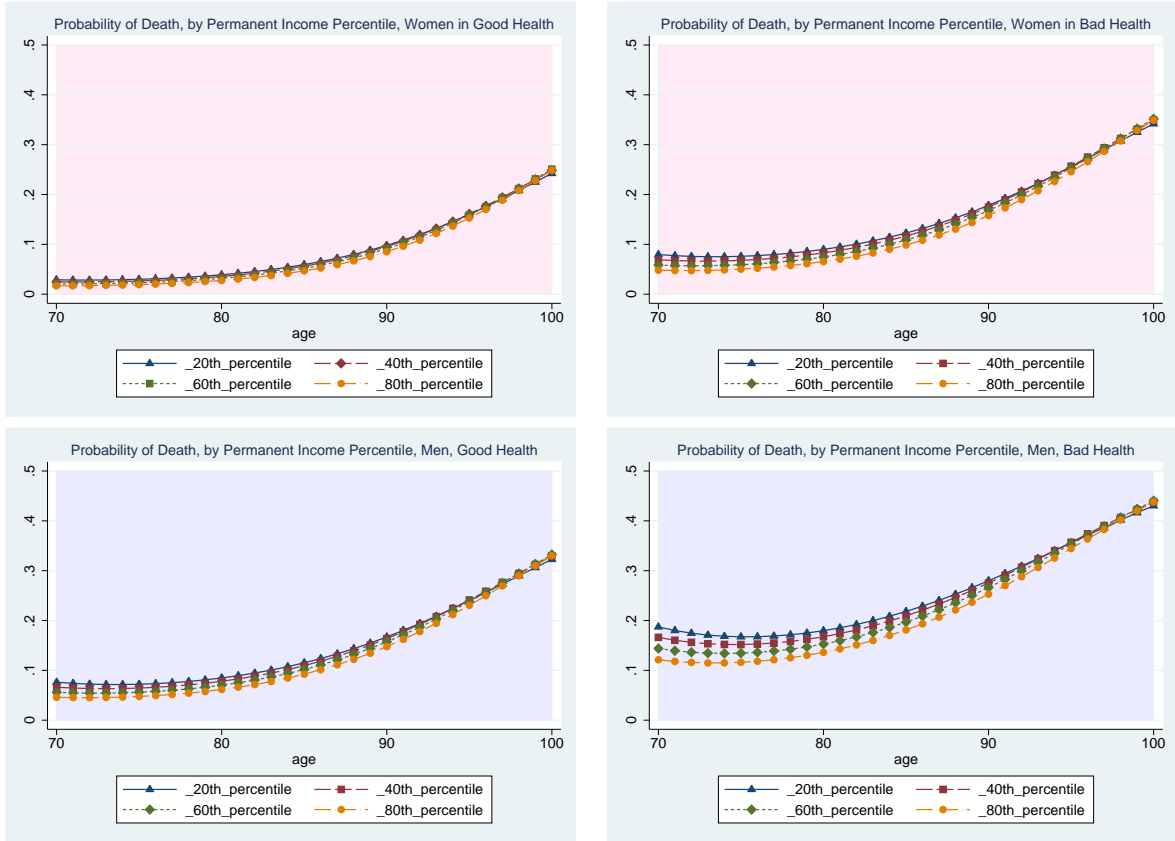 Probability of Death, by Permanent Income Percentile, Women in Good Health
.5
.4
.3
.2
.1
0
70 80 90 100
age
_20th_percentile _40th_percentile
_60th_percentile _80th_percentile
Probability of Death, by Permanent Income Percentile, Women in Bad Health
.5
.4
.3
.2
.1
0
70 80 90 100
age
_20th_percentile _40th_percentile
_60th_percentile _80th_percentile
Probability of Death, by Permanent Income Percentile, Men, Good Health
.5
.4
.3
.2
.1
0
70 80 90 100
age
_20th_percentile _40th_percentile
_60th_percentile _80th_percentile
Probability of Death, by Permanent Income Percentile, Men, Bad Health
.5
.4
.3
.2
.1
0
70 80 90 100
age
_20th_percentile _40th_percentile
_60th_percentile _80th_percentile